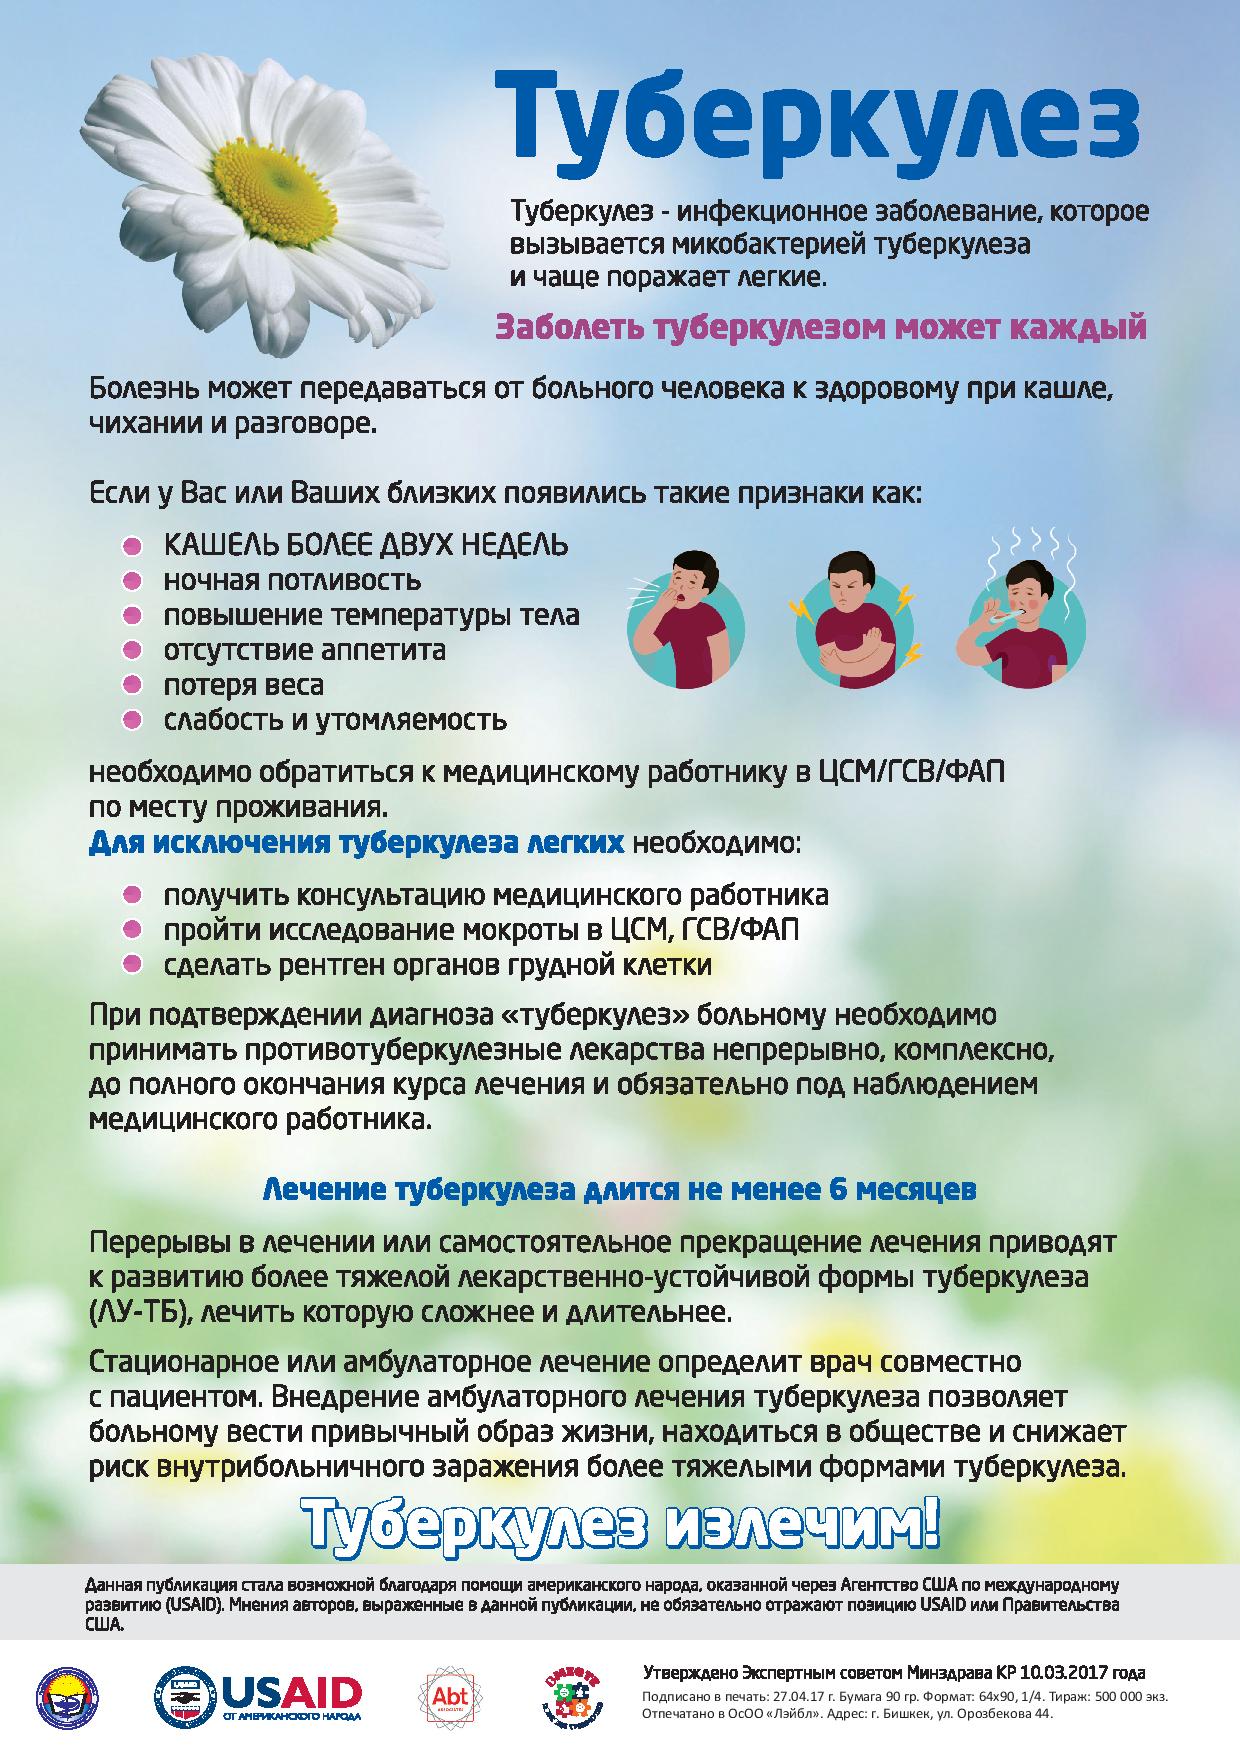 Туберкулез
Туберкулез - инфекционное заболевание, которое
вызывается микобактерией туберкулеза
и чаще поражает легкие.
Заболеть туберкулезом может каждый
Болезнь может передаваться от больного человека к здоровому при кашле,
чихании и разговоре.
Если у Вас или Ваших близких появились такие признаки как:
КАШЕЛЬ БОЛЕЕ ДВУХ НЕДЕЛЬ
ночная потливость
повышение температуры тела
отсутствие аппетита
потеря веса
слабость и утомляемость
необходимо обратиться к медицинскому работнику в ЦСМ/ГСВ/ФАП
по месту проживания.
Для исключения туберкулеза легких необходимо:
получить консультацию медицинского работника
пройти исследование мокроты в ЦСМ, ГСВ/ФАП
сделать рентген органов грудной клетки
При подтверждении диагноза «туберкулез» больному необходимо
принимать противотуберкулезные лекарства непрерывно, комплексно,
до полного окончания курса лечения и обязательно под наблюдением
медицинского работника.
Лечение туберкулеза длится не менее 6 месяцев
Перерывы в лечении или самостоятельное прекращение лечения приводят
к развитию более тяжелой лекарственно-устойчивой формы туберкулеза
(ЛУ-ТБ), лечить которую сложнее и длительнее.
Стационарное или амбулаторное лечение определит врач совместно
с пациентом. Внедрение амбулаторного лечения туберкулеза позволяет
больному вести привычный образ жизни, находиться в обществе и снижает
риск внутрибольничного заражения более тяжелыми формами туберкулеза.
Туберкулез излечим!
Данная публикация стала возможной благодаря помощи американского народа, оказанной через Агентство США по международному
развитию (USAID). Мнения авторов, выраженные в данной публикации, не обязательно отражают позицию USAID или Правительства
США.
USAID
ОТ АМЕРИКАНСКОГО НАРОДА
Abt
ASSOCIATES
ВМЕСТЕ
Утверждено Экспертным советом Минздрава КР 10.03.2017 года
Подписано в печать: 27.04.17 г. Бумага 90 гр. Формат: 64х90, 1/4. Тираж: 500 000 экз.
Отпечатано в ОсОО «Лэйбл». Адрес: г. Бишкек, ул. Орозбекова 44.